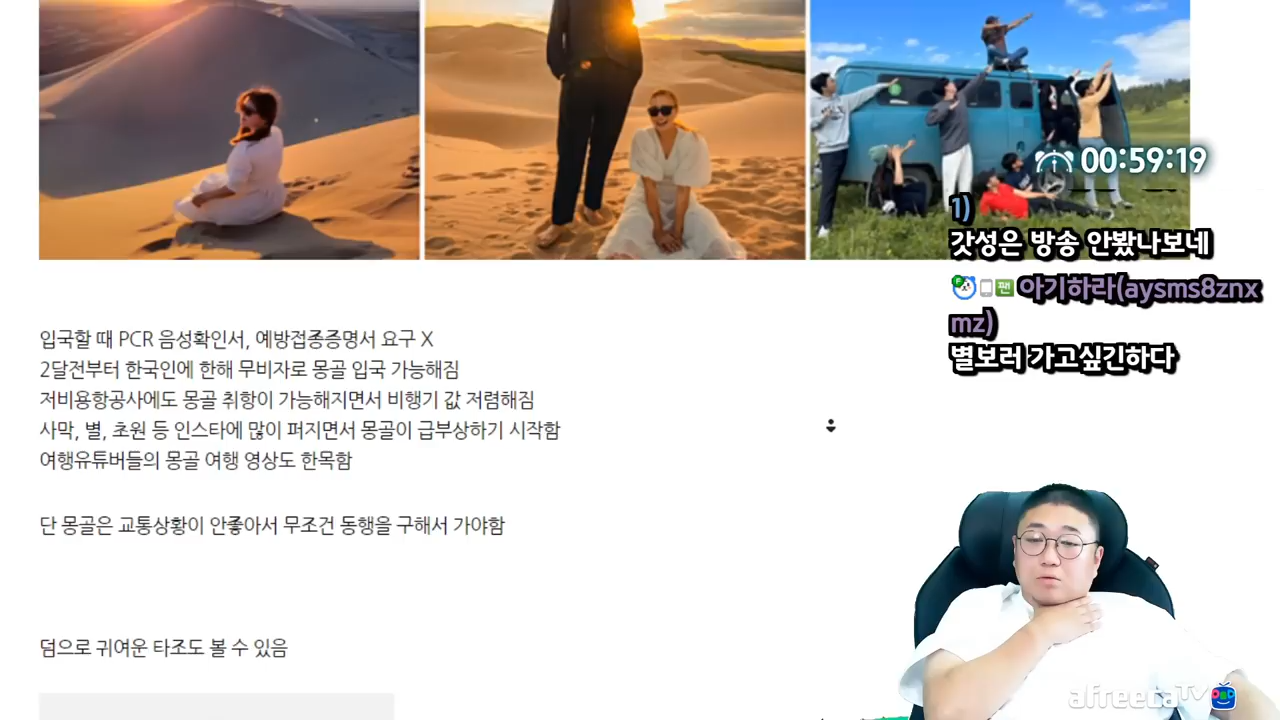 00:59:19
1)
갓성은 방송 안봤나보네
팬 아기하라(aysms8znx
mz)
별보러 가고싶긴하다
입국할 때 PCR 음성확인서, 예방접종증명서 요구 X
2달전부터 한국인에 한해 무비자로 몽골 입국 가능해짐
저비용항공사에도 몽골 취항이 가능해지면서 비행기 값 저렴해짐
사막, 별, 초원 등 인스타에 많이 퍼지면서 몽골이 급부상하기 시작함
여행유튜버들의 몽골 여행 영상도 한목함
단 몽골은 교통상황이 안좋아서 무조건 동행을 구해서 가야함
덤으로 귀여운 타조도 볼 수 있음
afreecaTV